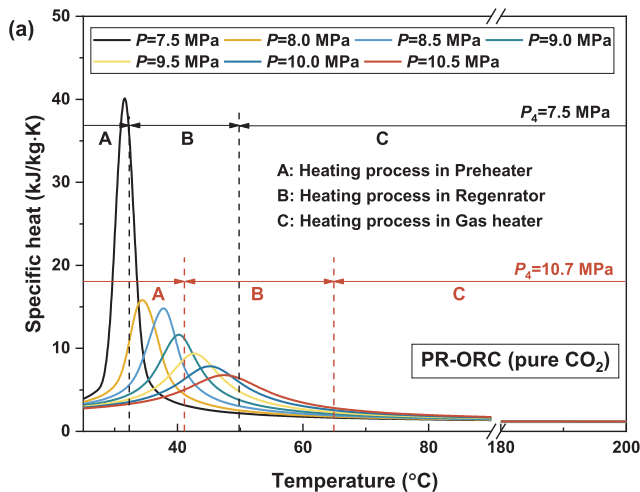 (a)
P=7.5 MPa P=8.0 MPa P=8.5 MPa P=9.0 MPa
P=9.5 MPa P=10.0 MPa P=10.5 MPa
50
40
30
20
10
0
Specific heat (kJ/kg·K)
P₄=7.5 MPa
A B C
A: Heating process in Preheater
B: Heating process in Regenrator
C: Heating process in Gas heater
P₄=10.7 MPa
A B C
PR-ORC (pure CO₂)
40 60 80 180 200
Temperature (°C)